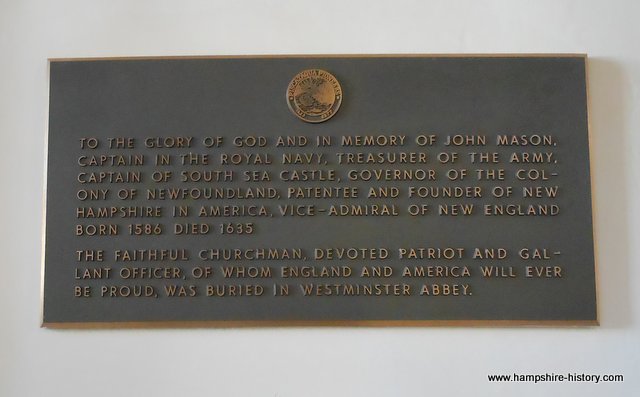 TO THE GLORY OF GOD AND IN MEMORY OF JOHN MASON,
CAPTAIN IN THE ROYAL NAVY, TREASURER OF THE ARMY,
CAPTAIN OF SOUTH SEA CASTLE, GOVERNOR OF THE COL-
ONY OF NEWFOUNDLAND, PATENTEE AND FOUNDER OF NEW
HAMPSHIRE IN AMERICA, VICE-ADMIRAL OF NEW ENGLAND
BORN 1586 DIED 1635
THE FAITHFUL CHURCHMAN, DEVOTED PATRIOT AND GAL-
LANT OFFICER, OF WHOM ENGLAND AND AMERICA WILL EVER
BE PROUD, WAS BURIED IN WESTMINSTER ABBEY.
www.hampshire-history.com